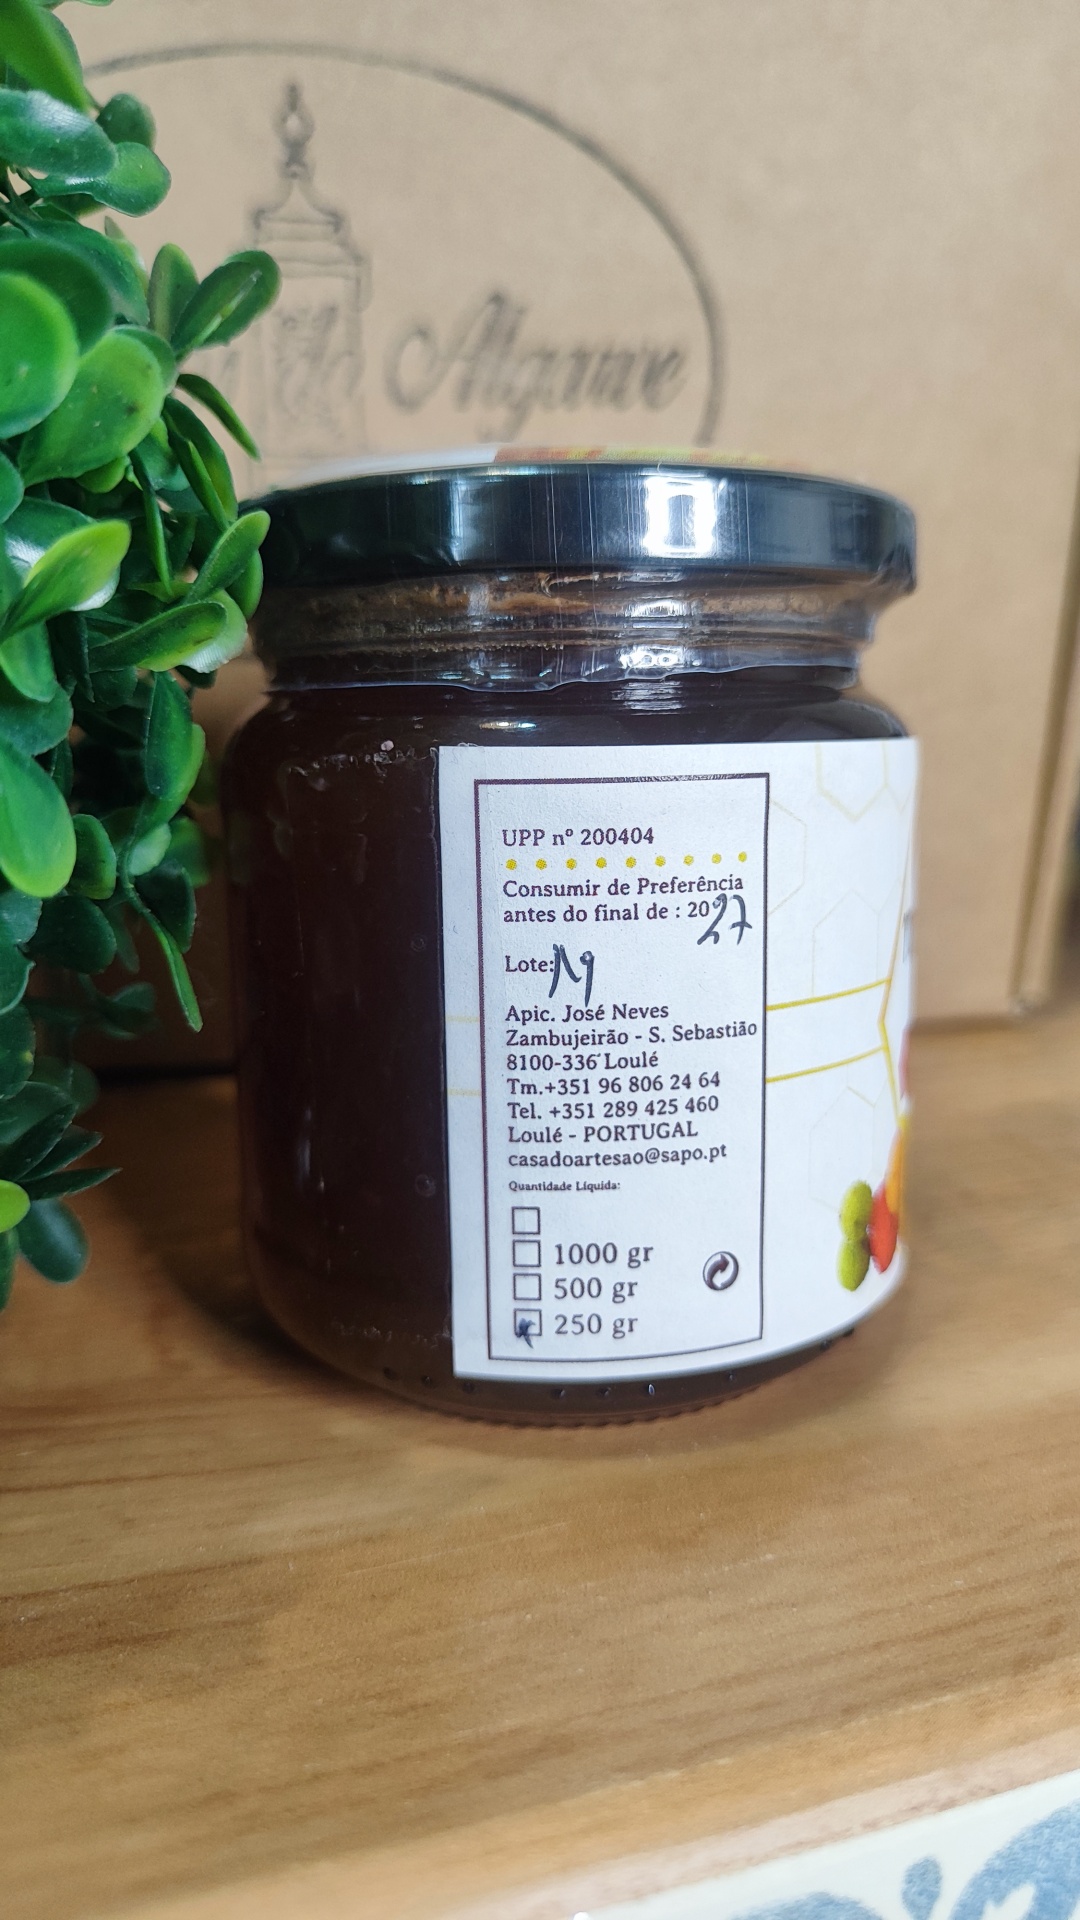 do Algarve
UPP nº 200404
Consumir de Preferência
antes do final de : 2027
Lote:
Apic. José Neves
Zambujeirão - S. Sebastião
8100-336 Loulé
Tm.+351 96 806 24 64
Tel. +351 289 425 460
Loulé - PORTUGAL
casadoartesao@sapo.pt
Quantidade Líquida:
1000 gr
500 gr
250 gr